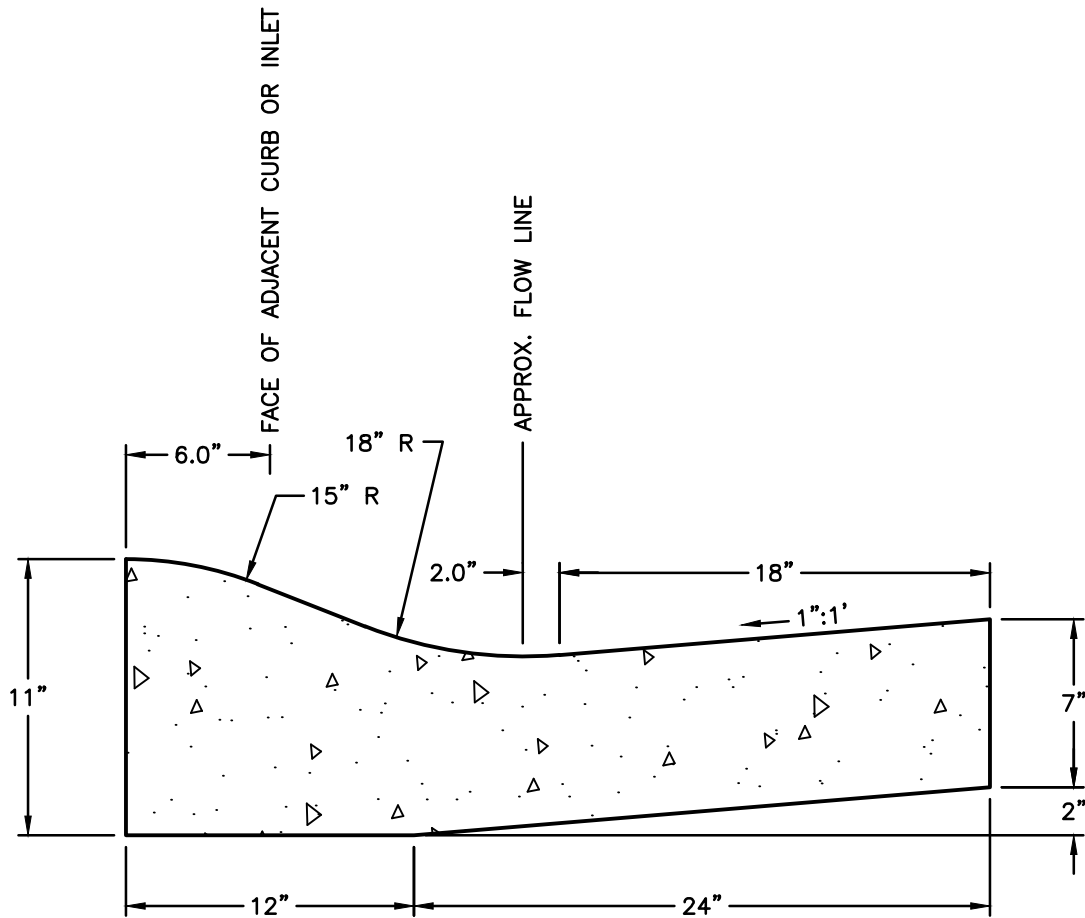 FACE OF ADJACENT CURB OR INLET
APPROX. FLOW LINE
6.0”
18” R
15” R
2.0”
18”
1”:1’
11”
7”
2”
12”
24”